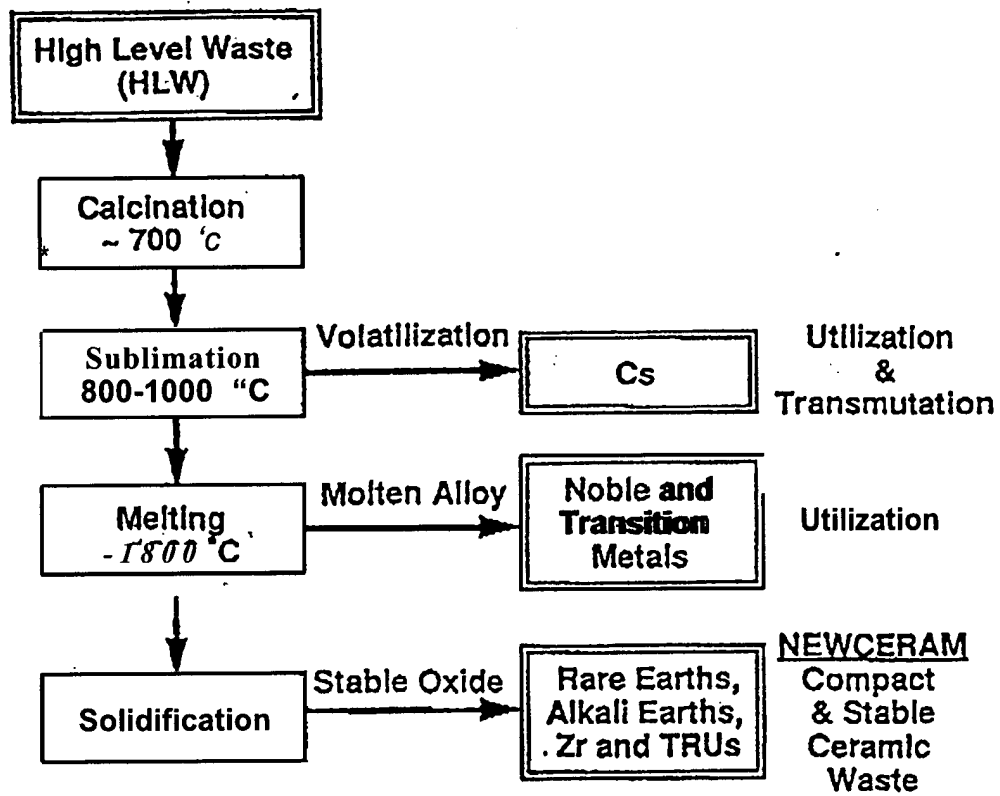 High Level Waste
(HLW)
Calcination
~ 700 'c
*
Sublimation
800-1000 "C
Volatilization
Cs
Utilization
&
Transmutation
Melting
-1800 °C
Molten Alloy
Noble and
Transition
Metals
Utilization
Solidification
Stable Oxide
Rare Earths,
Alkali Earths,
Zr and TRUs
NEWCERAM
Compact
& Stable
Ceramic
Waste